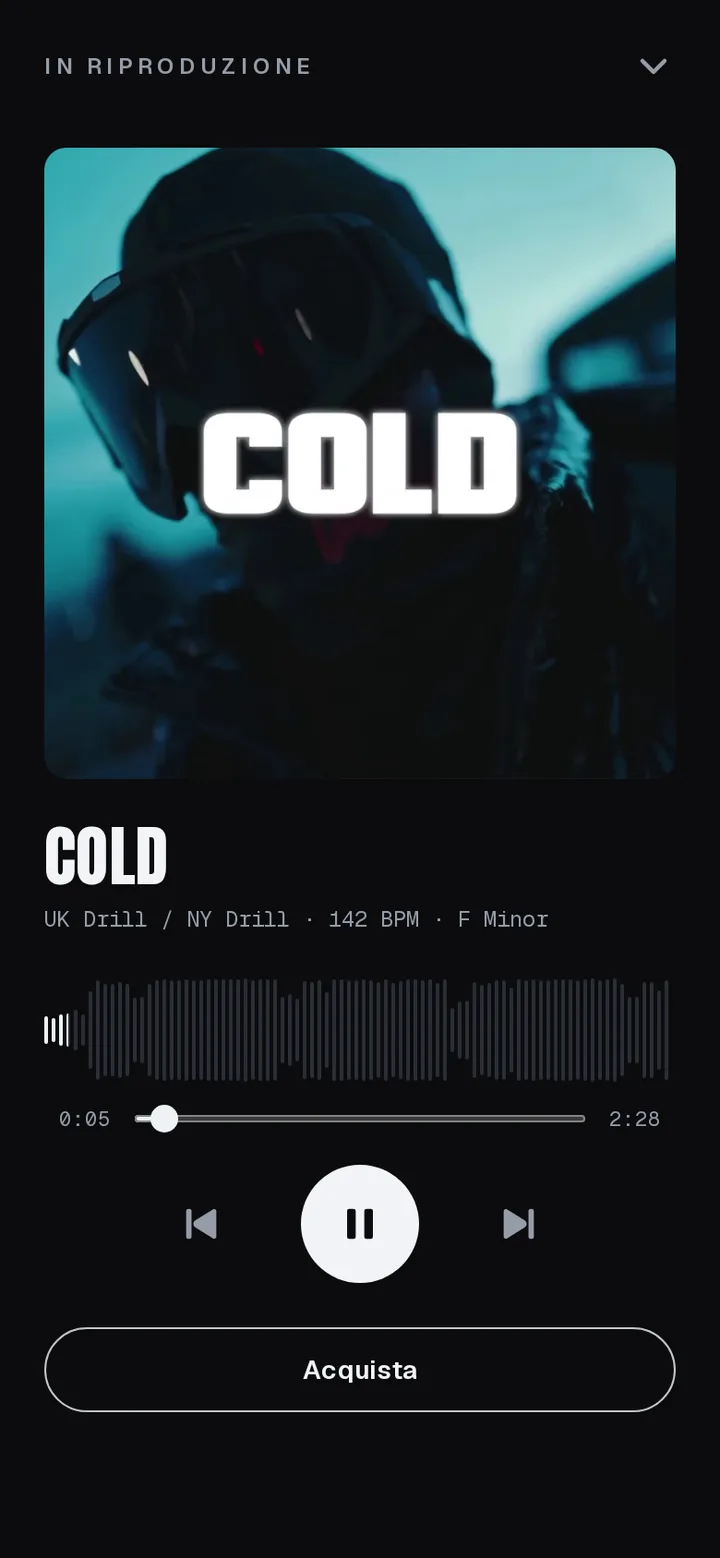 IN RIPRODUZIONE
COLD
COLD
UK Drill / NY Drill · 142 BPM · F Minor
0:05 2:28
Acquista